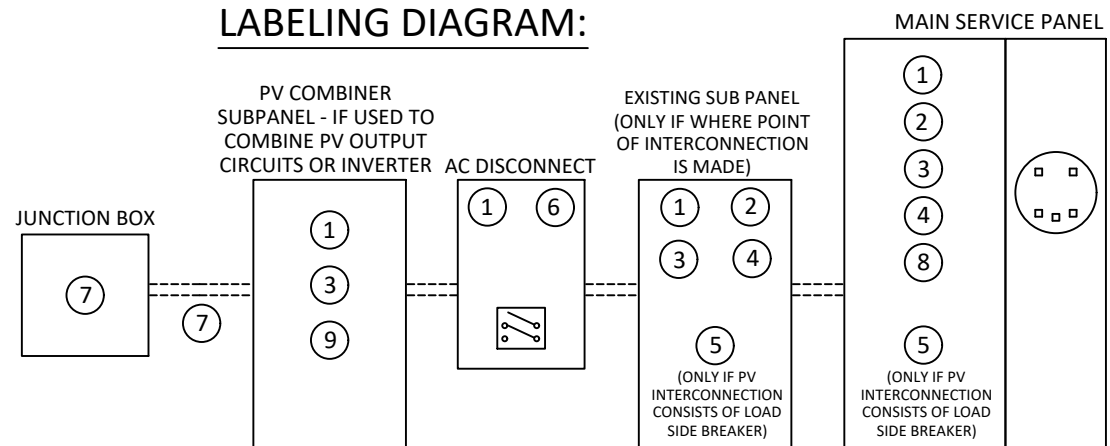 LABELING DIAGRAM:
MAIN SERVICE PANEL
PV COMBINER
SUBPANEL - IF USED TO
COMBINE PV OUTPUT
CIRCUITS OR INVERTER
AC DISCONNECT
EXISTING SUB PANEL
(ONLY IF WHERE POINT
OF INTERCONNECTION
IS MADE)
JUNCTION BOX
7
7
1
3
9
1 6
1 2
3 4
5
(ONLY IF PV
INTERCONNECTION
CONSISTS OF LOAD
SIDE BREAKER)
1
2
3
4
8
5
(ONLY IF PV
INTERCONNECTION
CONSISTS OF LOAD
SIDE BREAKER)